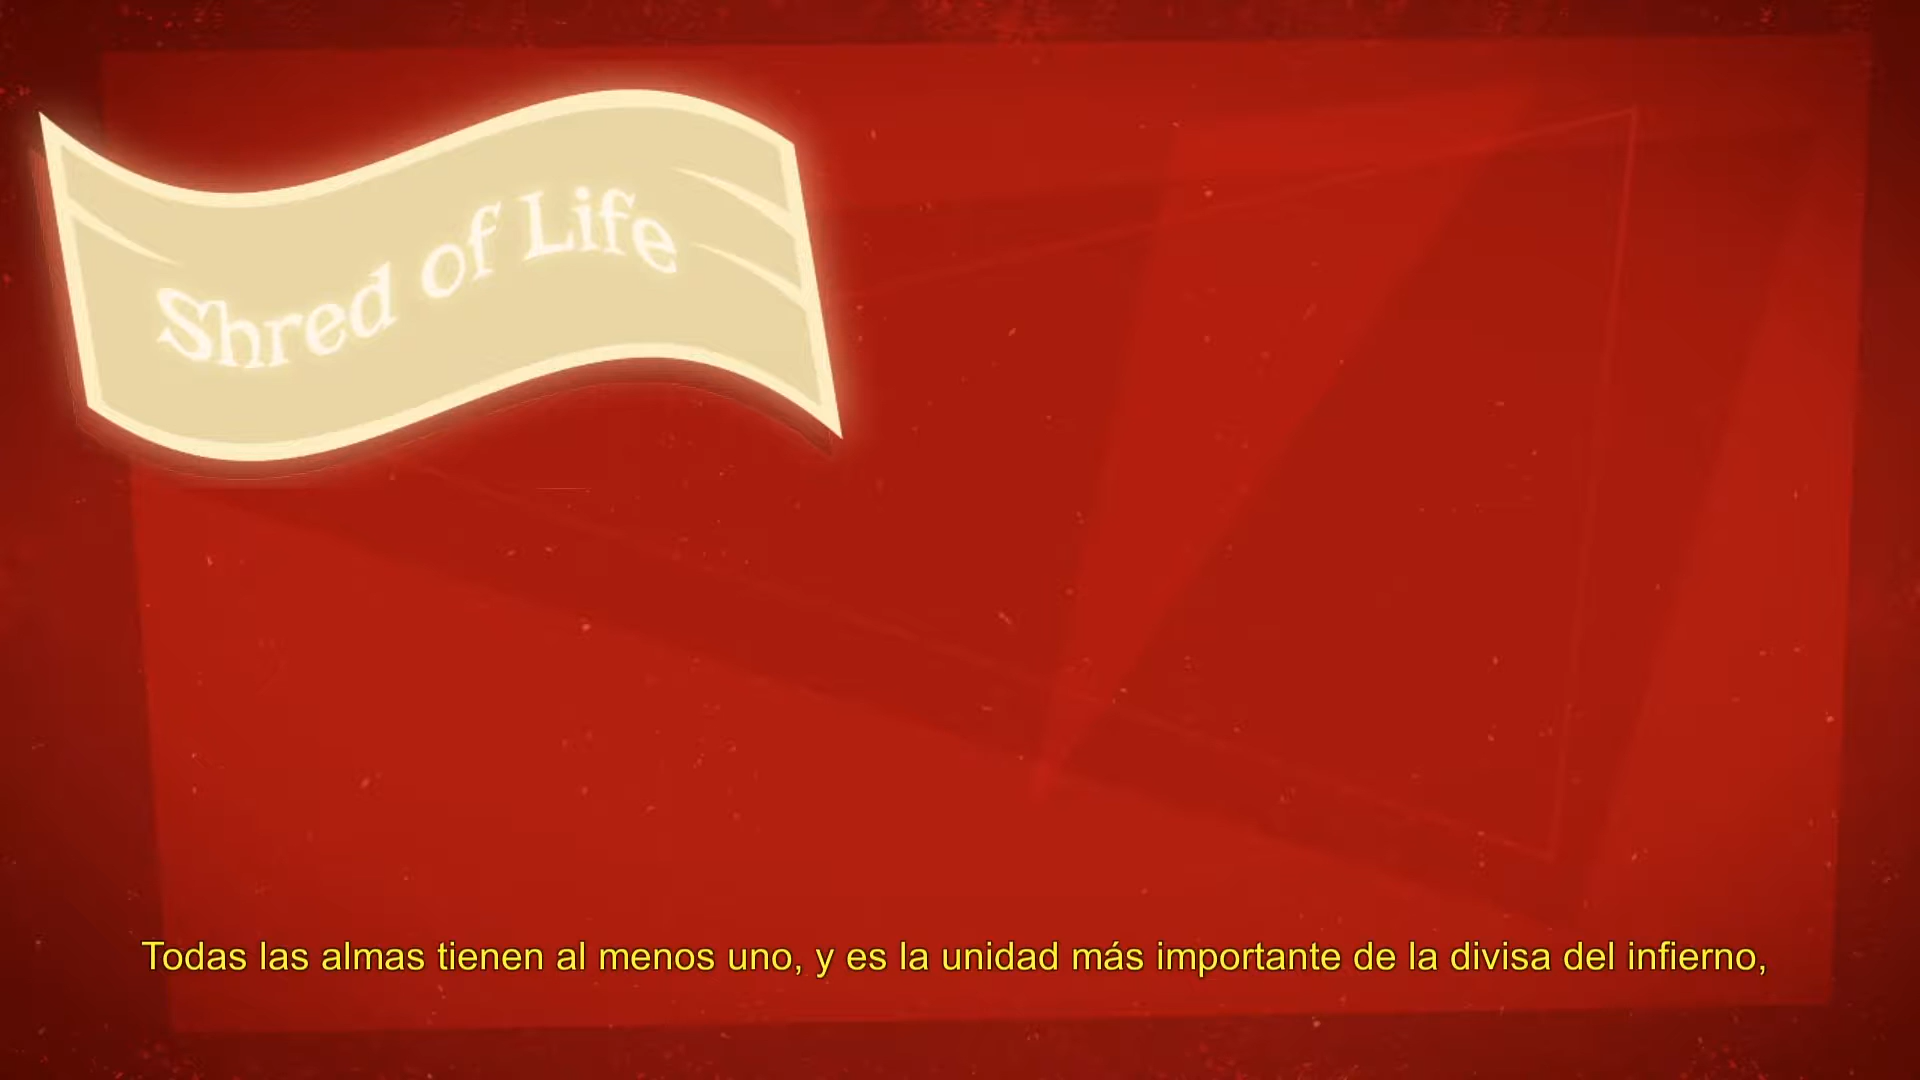 Shred of Life
Todas las almas tienen al menos uno, y es la unidad más importante de la divisa del infierno,